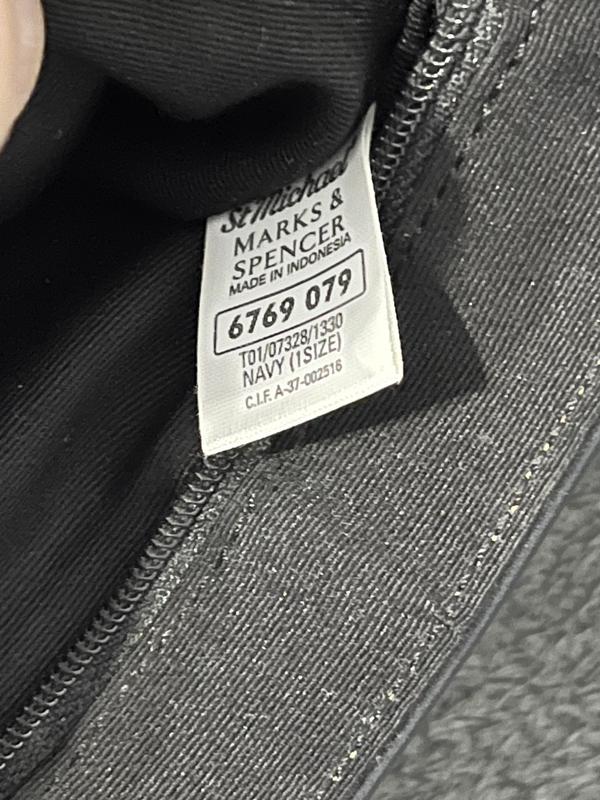 St Michael
MARKS &
SPENCER
MADE IN INDONESIA
6769 079
T01/07328/1330
NAVY (1SIZE)
C.I.F. A-37-002516